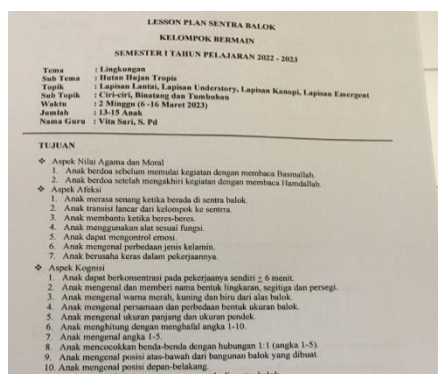 LESSON PLAN SENTRA BALOK
KELOMPOK BERMAIN
SEMESTER I TAHUN PELAJARAN 2022 - 2023
Tema : Lingkungan
Sub Tema : Hutan Hujan Tropis
Topik : Lapisan Lantai, Lapisan Understory, Lapisan Kanopi, Lapisan Emergent
Sub Topik : Ciri-ciri, Binatang dan Tumbuhan
Waktu : 2 Minggu (6 -16 Maret 2023)
Jumlah : 13-15 Anak
Nama Guru : Vita Sari, S. Pd
TUJUAN
❖ Aspek Nilai Agama dan Moral
1. Anak berdoa sebelum memulai kegiatan dengan membaca Basmallah.
2. Anak berdoa setelah mengakhiri kegiatan dengan membaca Hamdallah.
❖ Aspek Afeksi
1. Anak merasa senang ketika berada di sentra balok.
2. Anak transisi lancar dari kelompok ke sentrra.
3. Anak membantu ketika beres-beres.
4. Anak menggunakan alat sesuai fungsi.
5. Anak dapat mengontrol emosi.
6. Anak mengenal perbedaan jenis kelamin.
7. Anak berusaha keras dalam pekerjaannya.
❖ Aspek Kognisi
1. Anak dapat berkonsentrasi pada pekerjaannya sendiri ± 6 menit.
2. Anak mengenal dan memberi nama bentuk lingkaran, segitiga dan persegi.
3. Anak mengenal warna merah, kuning dan biru dari alas balok.
4. Anak mengenal persamaan dan perbedaan bentuk ukuran balok.
5. Anak mengenal ukuran panjang dan ukuran pendek.
6. Anak menghitung dengan menghafal angka 1-10.
7. Anak mengenal angka 1-5.
8. Anak mencocokkan benda-benda dengan hubungan 1:1 (angka 1-5).
9. Anak mengenal posisi atas-bawah dari bangunan balok yang dibuat.
10. Anak mengenal posisi depan-belakang.